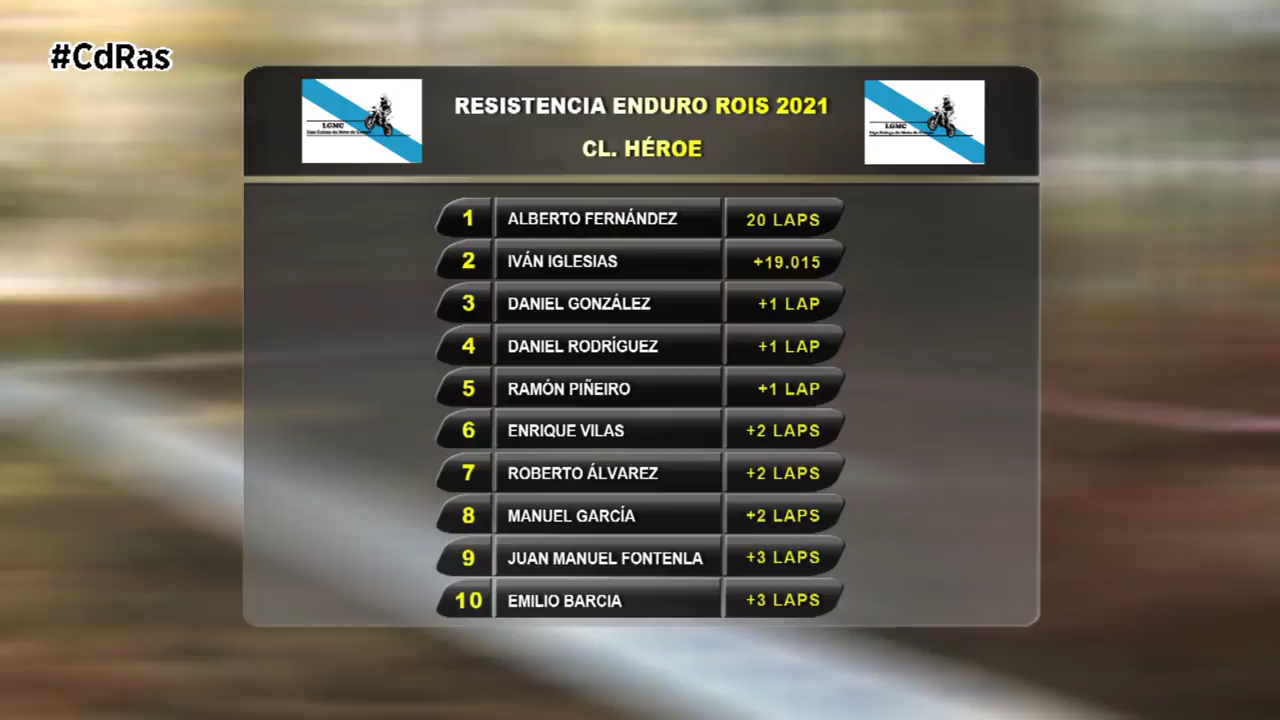 #CdRas
RESISTENCIA ENDURO ROIS 2021
CL. HÉROE
LGMC
LGMC
1 ALBERTO FERNÁNDEZ 20 LAPS
2 IVÁN IGLESIAS +19.015
3 DANIEL GONZÁLEZ +1 LAP
4 DANIEL RODRÍGUEZ +1 LAP
5 RAMÓN PIÑEIRO +1 LAP
6 ENRIQUE VILAS +2 LAPS
7 ROBERTO ÁLVAREZ +2 LAPS
8 MANUEL GARCÍA +2 LAPS
9 JUAN MANUEL FONTENLA +3 LAPS
10 EMILIO BARCIA +3 LAPS